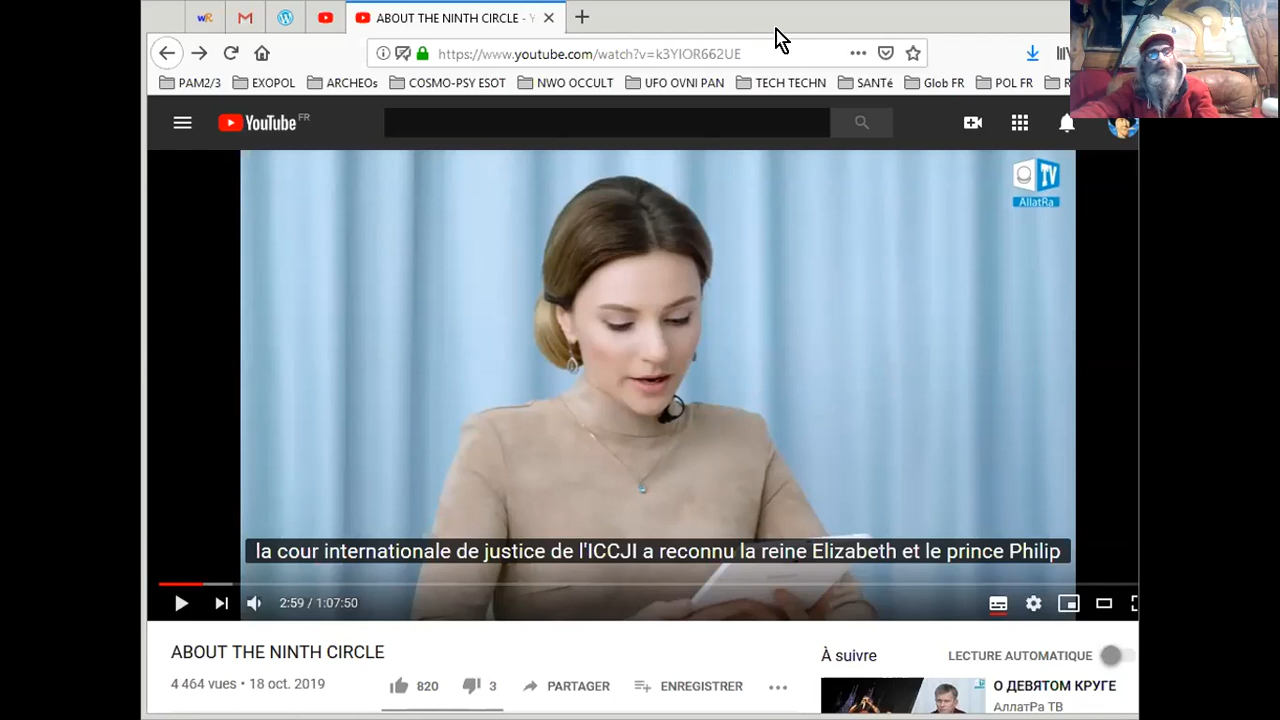 wR
ABOUT THE NINTH CIRCLE -
https://www.youtube.com/watch?v=k3YIOR662UE
PAM2/3 EXOPOL ARCHEOs COSMO-PSY ESOT NWO OCCULT UFO OVNI PAN TECH TECHN SANTé Glob FR POL FR
YouTube FR
TV
AllatRa
la cour internationale de justice de l'ICCJI a reconnu la reine Elizabeth et le prince Philip
2:59 / 1:07:50
ABOUT THE NINTH CIRCLE
À suivre
LECTURE AUTOMATIQUE
4 464 vues • 18 oct. 2019
820
3
PARTAGER
ENREGISTRER
О ДЕВЯТОМ КРУГЕ
АллатРа ТВ